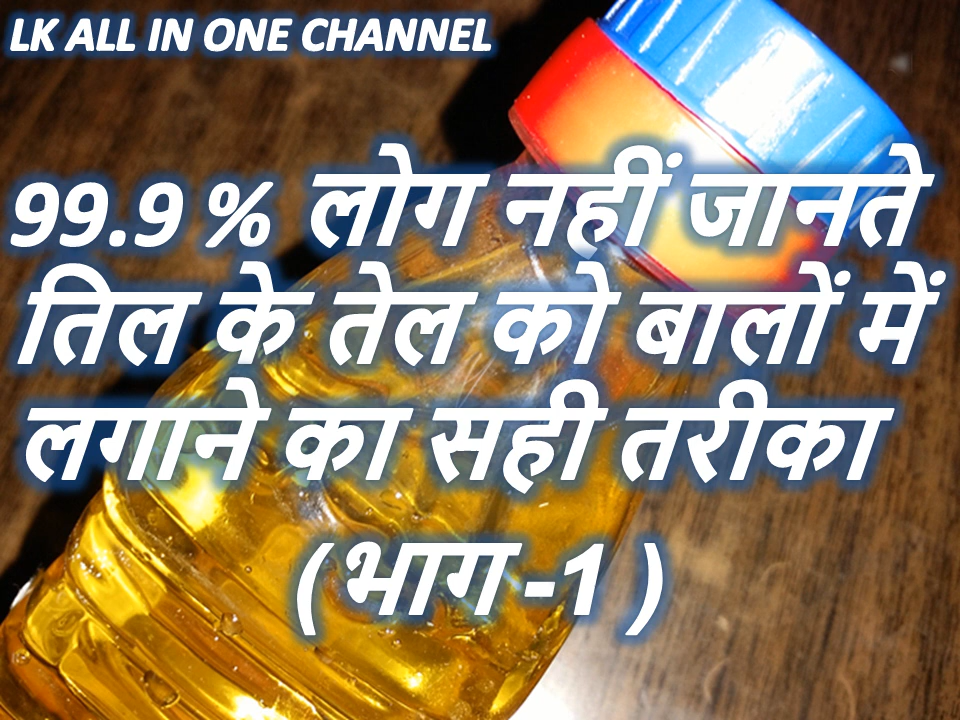 LK ALL IN ONE CHANNEL
99.9 % लोग नहीं जानते
तिल के तेल को बालों में
लगाने का सही तरीका
(भाग -1 )